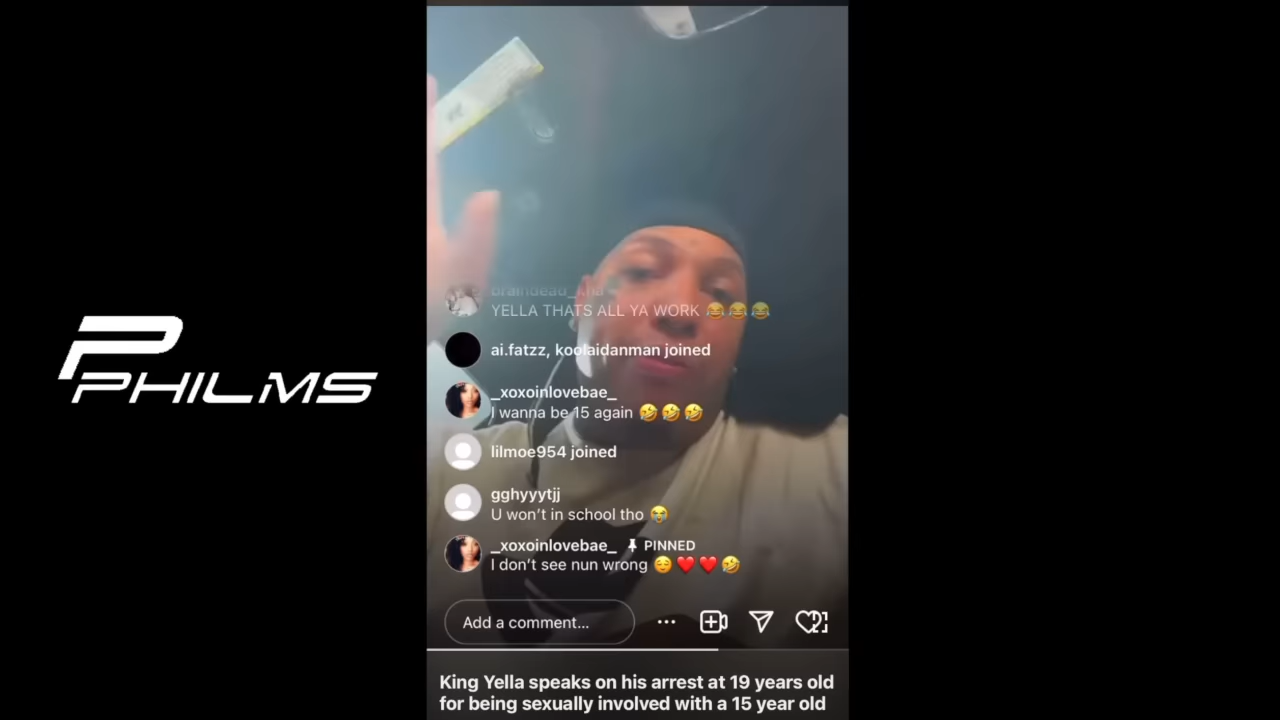 PHILMS
braindead_kha
YELLA THATS ALL YA WORK 😂😂😂
ai.fatzz, koolaidanman joined
_xoxoinlovebae_
I wanna be 15 again 🤣🤣🤣
lilmoe954 joined
gghyyytjj
U won’t in school tho 😭
_xoxoinlovebae_ PINNED
I don’t see nun wrong 😌❤️❤️🤣
Add a comment...
King Yella speaks on his arrest at 19 years old
for being sexually involved with a 15 year old